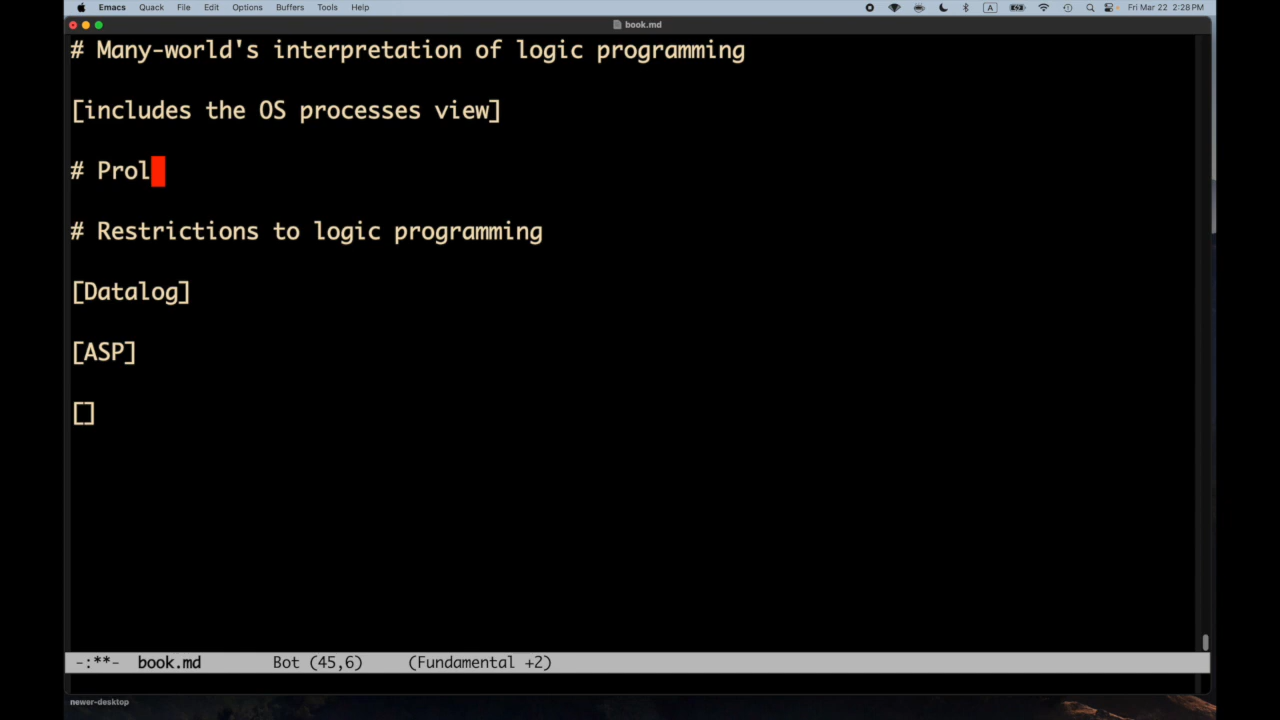 Emacs Quack File Edit Options Buffers Tools Help
A
Fri Mar 22 2:28 PM
book.md
# Many-world's interpretation of logic programming
[includes the OS processes view]
# Prol
# Restrictions to logic programming
[Datalog]
[ASP]
[]
-:**- book.md Bot (45,6) (Fundamental +2)
newer-desktop